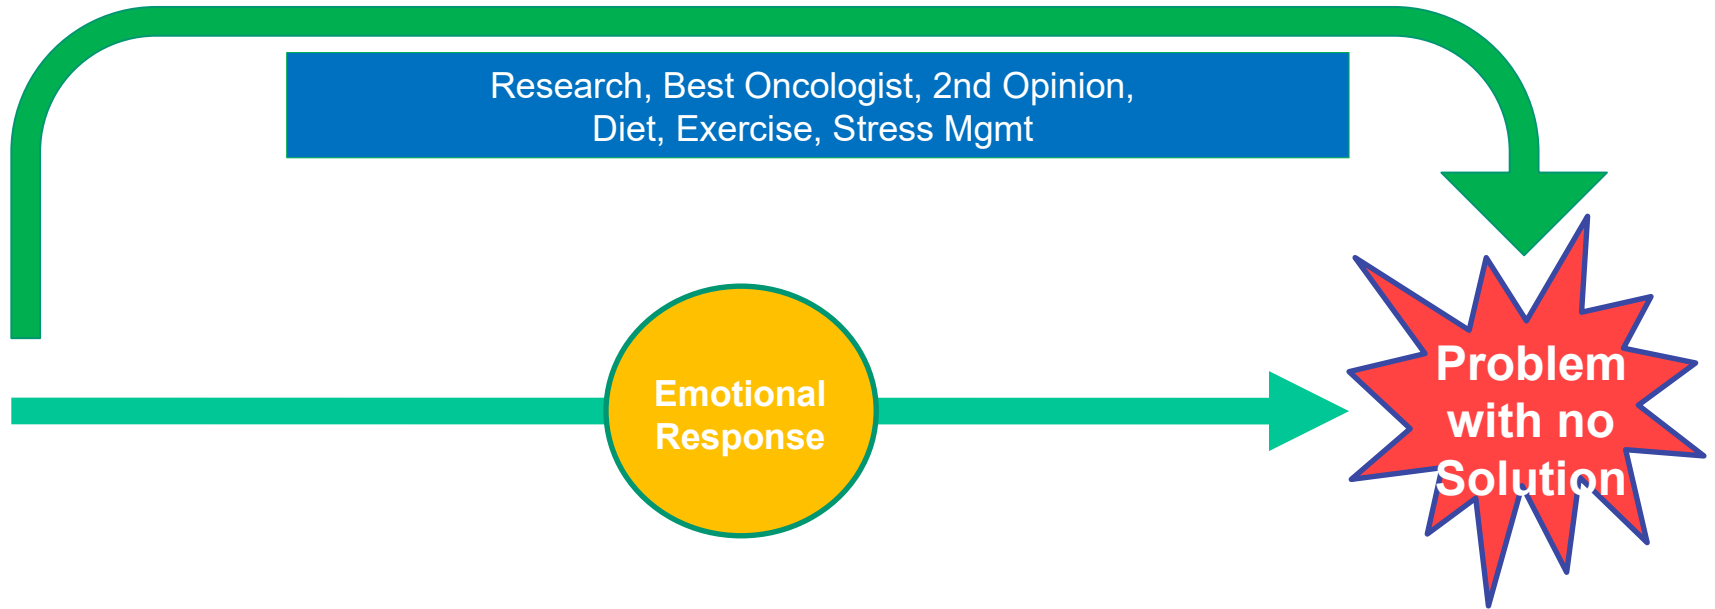 Research, Best Oncologist, 2nd Opinion,
Diet, Exercise, Stress Mgmt
Emotional
Response
Problem
with no
Solution